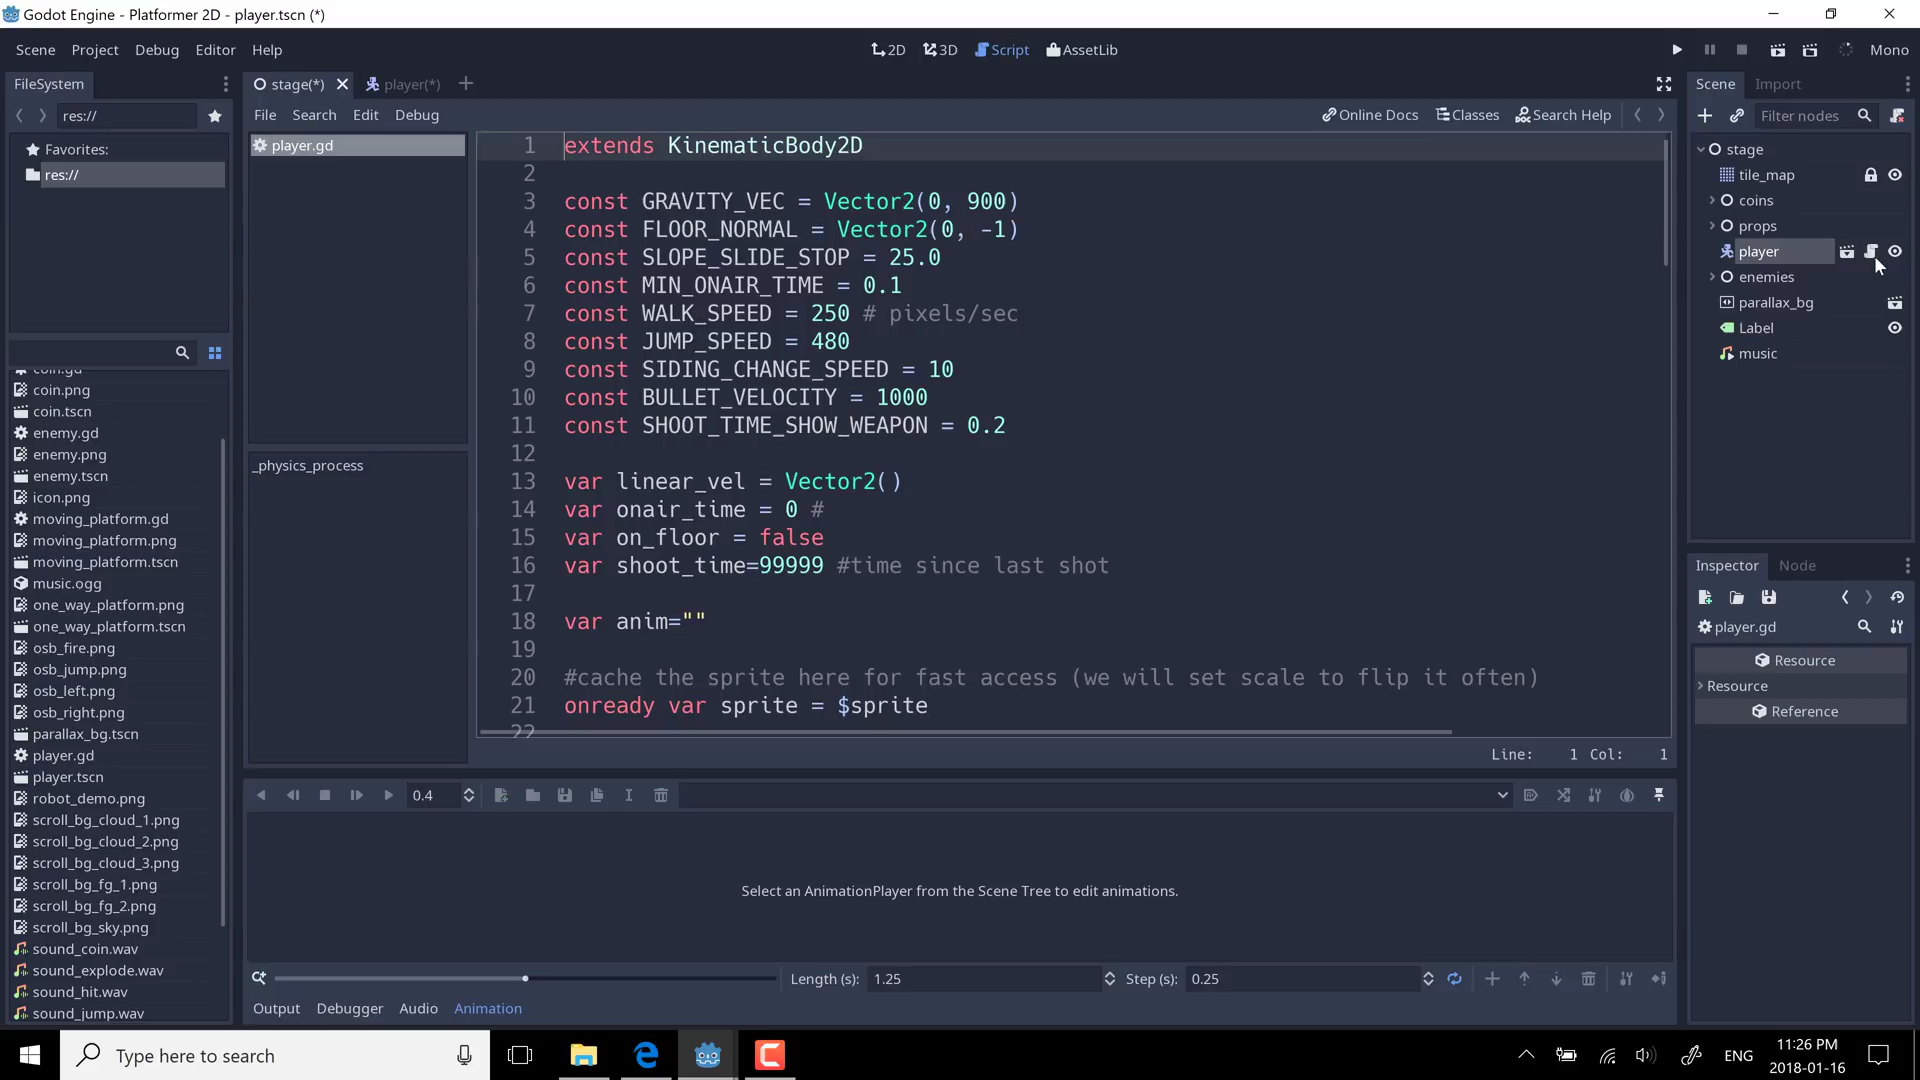 Godot Engine - Platformer 2D - player.tscn (*)
Scene Project Debug Editor Help
2D 3D Script AssetLib
Mono
FileSystem
stage(*) player(*)
Scene Import
res://
File Search Edit Debug
Online Docs Classes Search Help
Filter nodes
Favorites:
res://
player.gd
_physics_process
1 extends KinematicBody2D
2
3 const GRAVITY_VEC = Vector2(0, 900)
4 const FLOOR_NORMAL = Vector2(0, -1)
5 const SLOPE_SLIDE_STOP = 25.0
6 const MIN_ONAIR_TIME = 0.1
7 const WALK_SPEED = 250 # pixels/sec
8 const JUMP_SPEED = 480
9 const SIDING_CHANGE_SPEED = 10
10 const BULLET_VELOCITY = 1000
11 const SHOOT_TIME_SHOW_WEAPON = 0.2
12
13 var linear_vel = Vector2()
14 var onair_time = 0 #
15 var on_floor = false
16 var shoot_time=99999 #time since last shot
17
18 var anim=""
19
20 #cache the sprite here for fast access (we will set scale to flip it often)
21 onready var sprite = $sprite
22
Line: 1 Col: 1
stage
tile_map
coins
props
player
enemies
parallax_bg
Label
music
Inspector Node
player.gd
Resource
Resource
Reference
coin.gd
coin.png
coin.tscn
enemy.gd
enemy.png
enemy.tscn
icon.png
moving_platform.gd
moving_platform.png
moving_platform.tscn
music.ogg
one_way_platform.png
one_way_platform.tscn
osb_fire.png
osb_jump.png
osb_left.png
osb_right.png
parallax_bg.tscn
player.gd
player.tscn
robot_demo.png
scroll_bg_cloud_1.png
scroll_bg_cloud_2.png
scroll_bg_cloud_3.png
scroll_bg_fg_1.png
scroll_bg_fg_2.png
scroll_bg_sky.png
sound_coin.wav
sound_explode.wav
sound_hit.wav
sound_jump.wav
0.4
Select an AnimationPlayer from the Scene Tree to edit animations.
Length (s): 1.25 Step (s): 0.25
Output Debugger Audio Animation
Type here to search
ENG
11:26 PM
2018-01-16